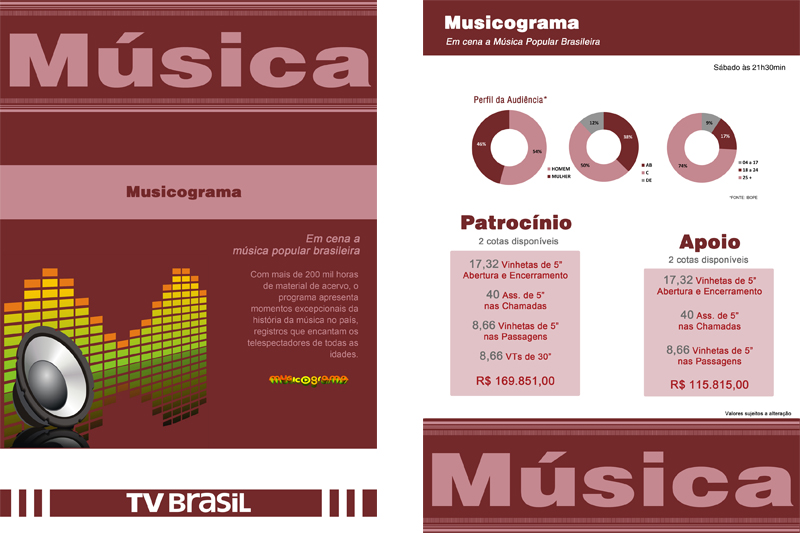 Música
Musicograma
Em cena a
música popular brasileira
Com mais de 200 mil horas
de material de acervo, o
programa apresenta
momentos excepcionais da
história da música no país,
registros que encantam os
telespectadores de todas as
idades.
musicograma
TV BRASIL
Musicograma
Em cena a Música Popular Brasileira
Sábado às 21h30min
Perfil da Audiência*
46%
54%
HOMEM
MULHER
12%
38%
50%
AB
C
DE
9%
17%
74%
04 a 17
18 a 24
25 +
*FONTE: IBOPE
Patrocínio
2 cotas disponíveis
17,32 Vinhetas de 5"
Abertura e Encerramento
40 Ass. de 5"
nas Chamadas
8,66 Vinhetas de 5"
nas Passagens
8,66 VTs de 30"
R$ 169.851,00
Apoio
2 cotas disponíveis
17,32 Vinhetas de 5"
Abertura e Encerramento
40 Ass. de 5"
nas Chamadas
8,66 Vinhetas de 5"
nas Passagens
R$ 115.815,00
Valores sujeitos a alteração
Música